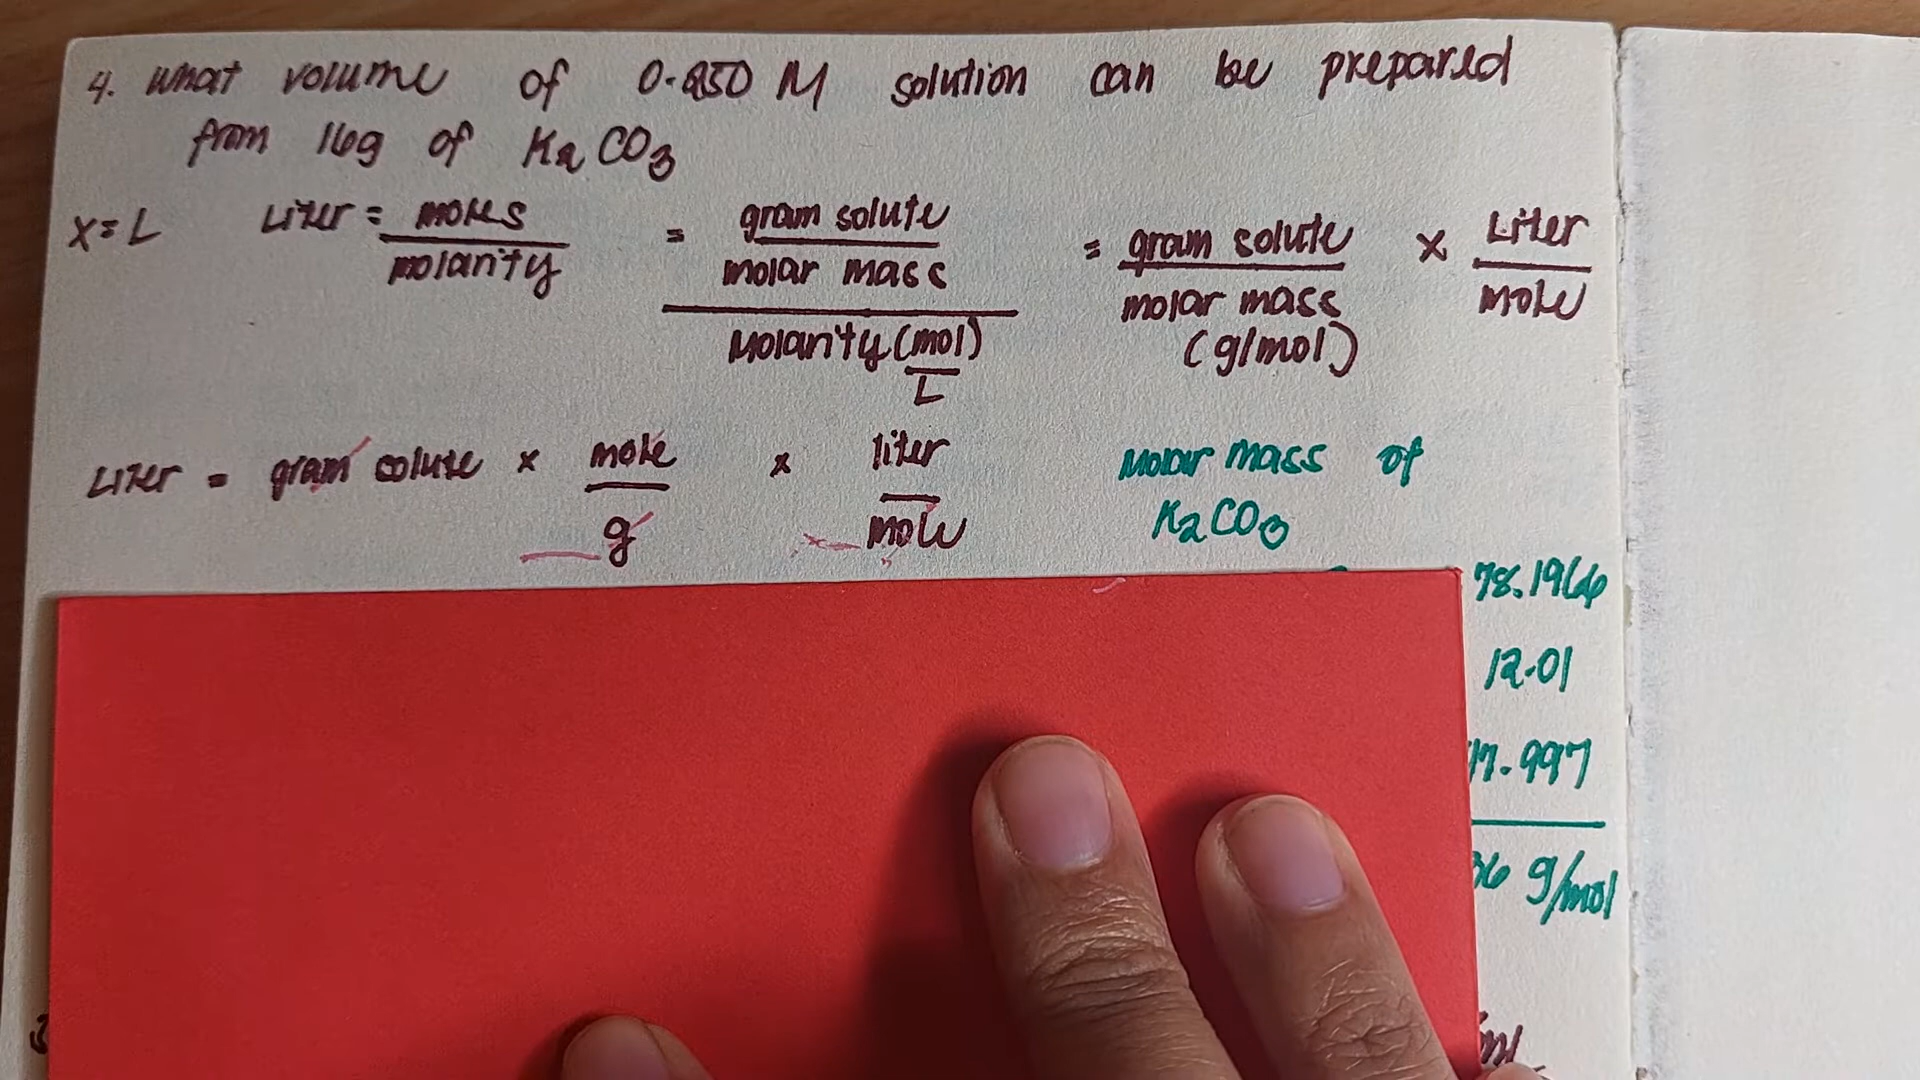 4. What volume of 0.250 M solution can be prepared
from 16g of K2CO3
X = L Liter = moles / molarity = gram solute / molar mass / Molarity (mol / L) = gram solute / molar mass (g/mol) x Liter / mole
Liter = gram solute x mole / g x liter / mole
Molar mass of
K2CO3
78.1966
12.01
47.997
36 g/mol